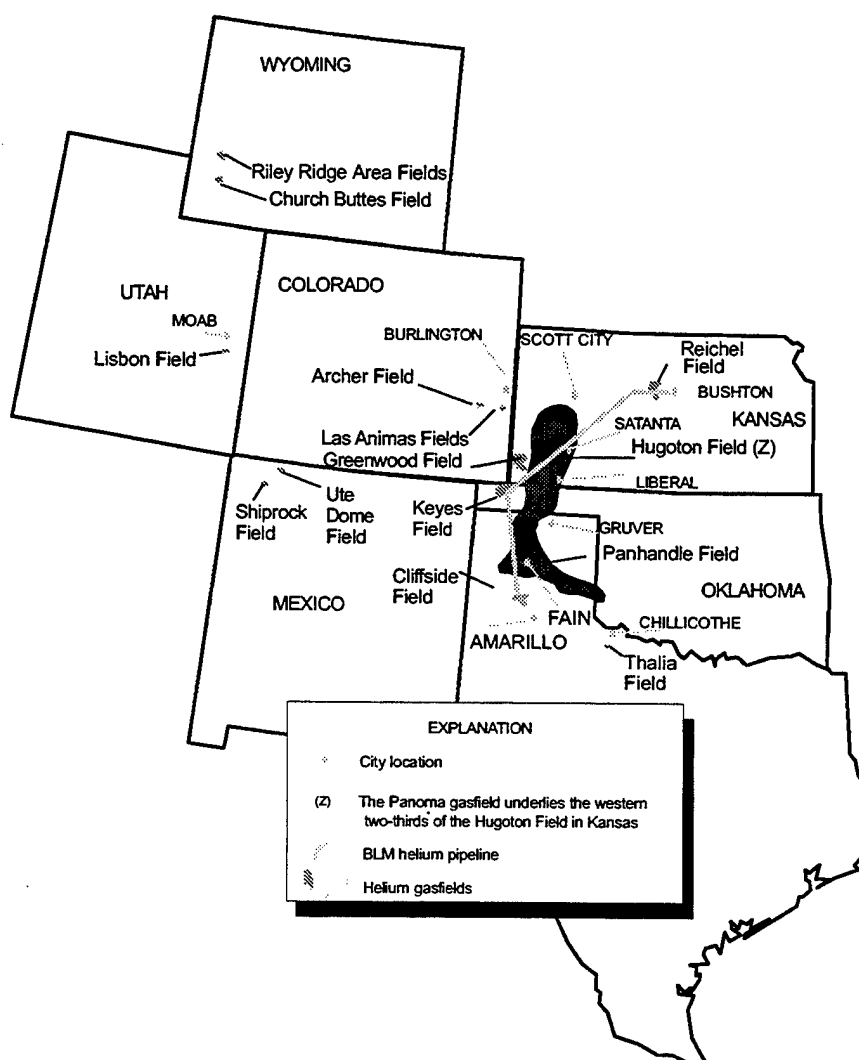 WYOMING
Riley Ridge Area Fields
Church Buttes Field
UTAH
COLORADO
MOAB
Lisbon Field
BURLINGTON
SCOTT CITY
Reichel
Field
Archer Field
BUSHTON
KANSAS
Las Animas Fields
SATANTA
Greenwood Field
Hugoton Field (Z)
LIBERAL
Shiprock
Field
Ute
Dome
Field
Keyes
Field
GRUVER
Panhandle Field
Cliffside
Field
MEXICO
OKLAHOMA
FAIN
CHILLICOTHE
AMARILLO
Thalia
Field
EXPLANATION
City location
(Z) The Panoma gasfield underlies the western
two-thirds of the Hugoton Field in Kansas
BLM helium pipeline
Helium gasfields